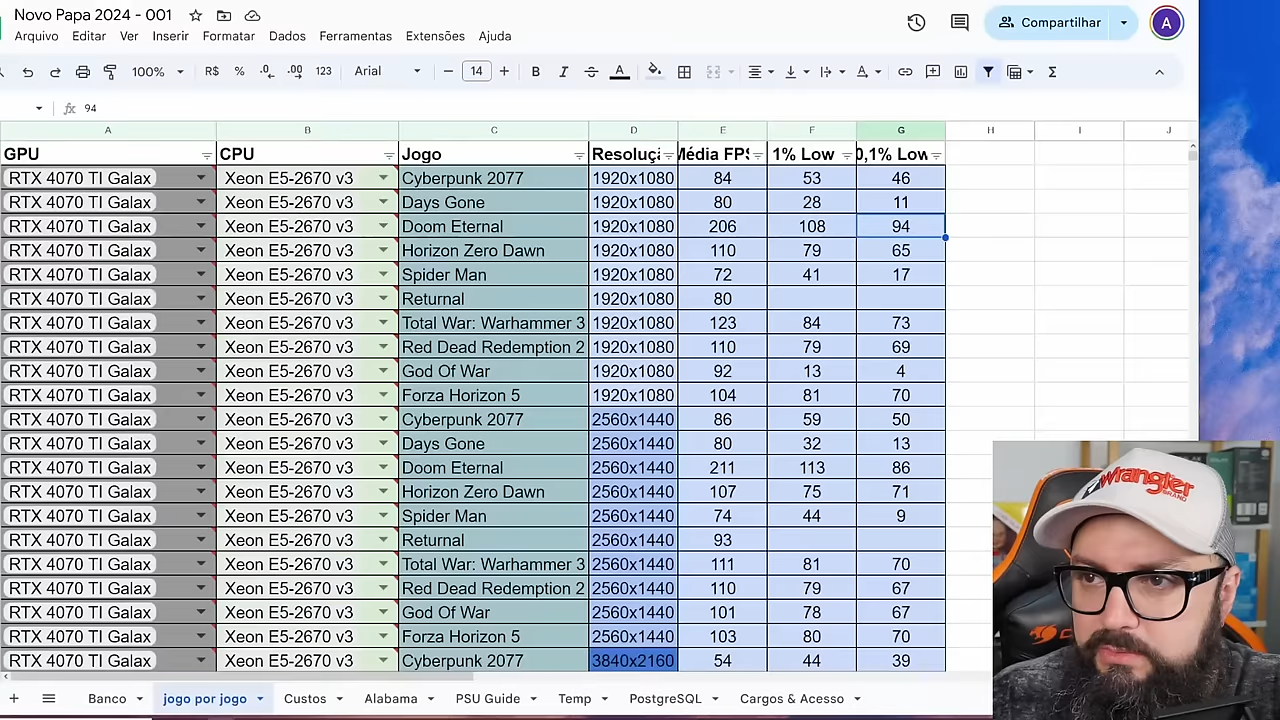 Novo Papa 2024 - 001
Compartilhar
A
Arquivo Editar Ver Inserir Formatar Dados Ferramentas Extensões Ajuda
100% R$ % .0 .00 123 Arial 14 B I A
fx 94
A B C D E F G H I J
GPU CPU Jogo Resoluçã Média FPS 1% Low 0,1% Low
RTX 4070 TI Galax Xeon E5-2670 v3 Cyberpunk 2077 1920x1080 84 53 46
RTX 4070 TI Galax Xeon E5-2670 v3 Days Gone 1920x1080 80 28 11
RTX 4070 TI Galax Xeon E5-2670 v3 Doom Eternal 1920x1080 206 108 94
RTX 4070 TI Galax Xeon E5-2670 v3 Horizon Zero Dawn 1920x1080 110 79 65
RTX 4070 TI Galax Xeon E5-2670 v3 Spider Man 1920x1080 72 41 17
RTX 4070 TI Galax Xeon E5-2670 v3 Returnal 1920x1080 80
RTX 4070 TI Galax Xeon E5-2670 v3 Total War: Warhammer 3 1920x1080 123 84 73
RTX 4070 TI Galax Xeon E5-2670 v3 Red Dead Redemption 2 1920x1080 110 79 69
RTX 4070 TI Galax Xeon E5-2670 v3 God Of War 1920x1080 92 13 4
RTX 4070 TI Galax Xeon E5-2670 v3 Forza Horizon 5 1920x1080 104 81 70
RTX 4070 TI Galax Xeon E5-2670 v3 Cyberpunk 2077 2560x1440 86 59 50
RTX 4070 TI Galax Xeon E5-2670 v3 Days Gone 2560x1440 80 32 13
RTX 4070 TI Galax Xeon E5-2670 v3 Doom Eternal 2560x1440 211 113 86
RTX 4070 TI Galax Xeon E5-2670 v3 Horizon Zero Dawn 2560x1440 107 75 71
RTX 4070 TI Galax Xeon E5-2670 v3 Spider Man 2560x1440 74 44 9
RTX 4070 TI Galax Xeon E5-2670 v3 Returnal 2560x1440 93
RTX 4070 TI Galax Xeon E5-2670 v3 Total War: Warhammer 3 2560x1440 111 81 70
RTX 4070 TI Galax Xeon E5-2670 v3 Red Dead Redemption 2 2560x1440 110 79 67
RTX 4070 TI Galax Xeon E5-2670 v3 God Of War 2560x1440 101 78 67
RTX 4070 TI Galax Xeon E5-2670 v3 Forza Horizon 5 2560x1440 103 80 70
RTX 4070 TI Galax Xeon E5-2670 v3 Cyberpunk 2077 3840x2160 54 44 39
Wrangler
BRAND
Banco jogo por jogo Custos Alabama PSU Guide Temp PostgreSQL Cargos & Acesso